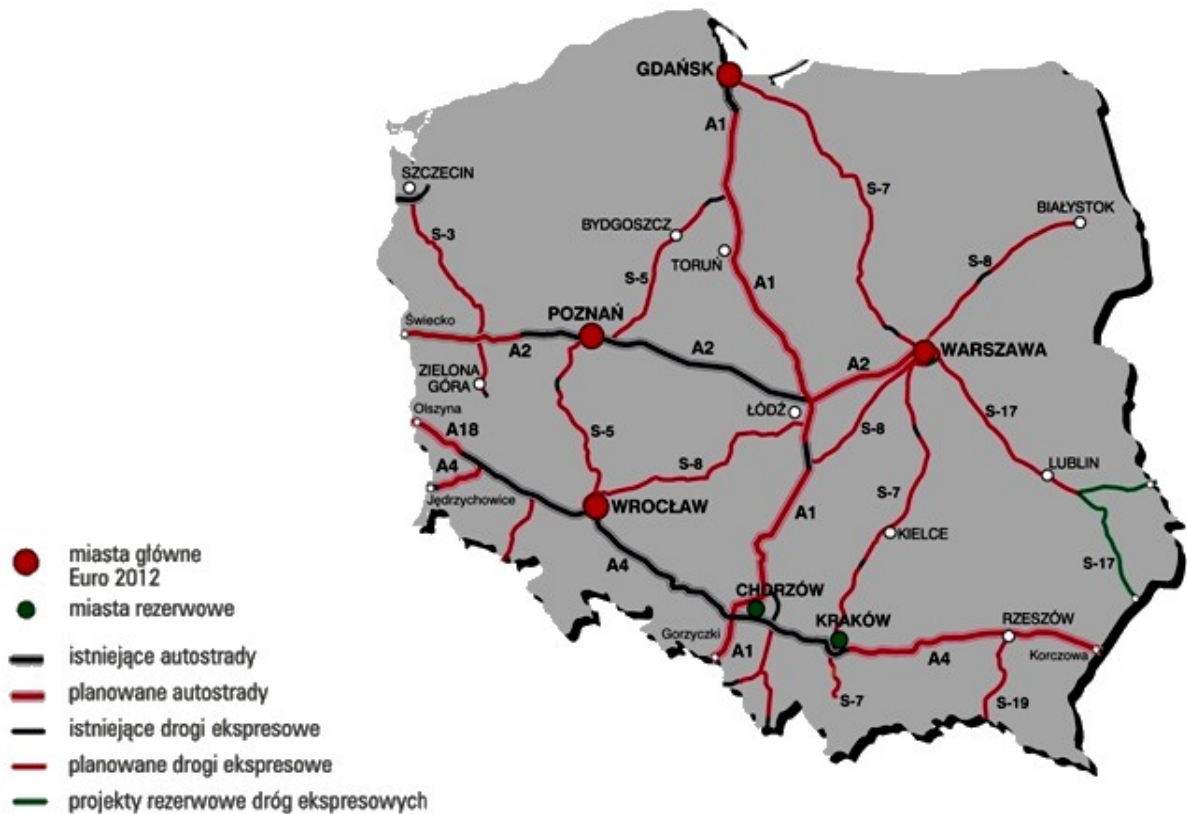 GDAŃSK
A1
SZCZECIN
S-7
BIAŁYSTOK
BYDGOSZCZ
S-3
TORUŃ
S-8
S-5
A1
POZNAŃ
Świecko
A2
A2
A2
WARSZAWA
ZIELONA
GÓRA
Olszyna
ŁÓDŹ
S-17
A18
S-5
S-8
A4
S-8
LUBLIN
Jędrzychowice
S-7
WROCŁAW
A1
KIELCE
A4
S-17
CHORZÓW
KRAKÓW
RZESZÓW
Gorzyczki
A1
A4
Korczowa
S-7
S-19
miasta główne
Euro 2012
miasta rezerwowe
istniejące autostrady
planowane autostrady
istniejące drogi ekspresowe
planowane drogi ekspresowe
projekty rezerwowe dróg ekspresowych